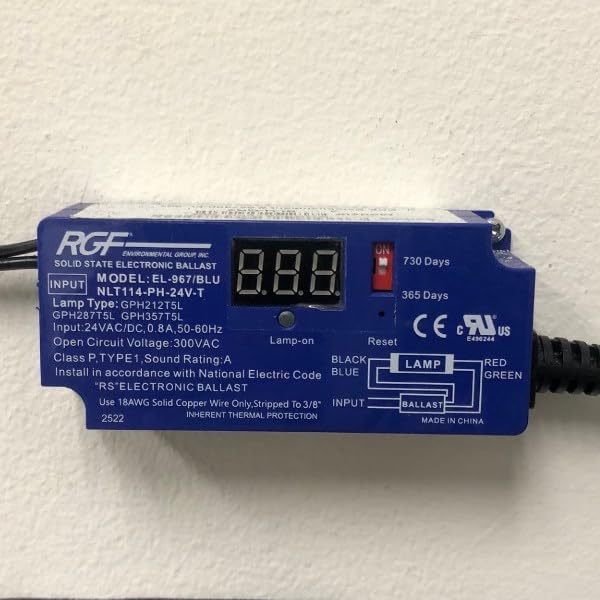 RGF
ENVIRONMENTAL GROUP, INC.
SOLID STATE ELECTRONIC BALLAST
INPUT
MODEL:EL-967/BLU
NLT114-PH-24V-T
Lamp Type: GPH212T5L
GPH287T5L GPH357T5L
Input:24VAC/DC, 0.8A,50-60Hz
Open Circuit Voltage: 300VAC
Class P,TYPE1,Sound Rating:A
Install in accordance with National Electric Code
"RS"ELECTRONIC BALLAST
Use 18AWG Solid Copper Wire Only,Stripped To 3/8"
2522
INHERENT THERMAL PROTECTION
8.8.8.
Lamp-on
ON
730 Days
365 Days
Reset
CE
c RU US
E496244
BLACK
BLUE
LAMP
RED
GREEN
INPUT
BALLAST
MADE IN CHINA